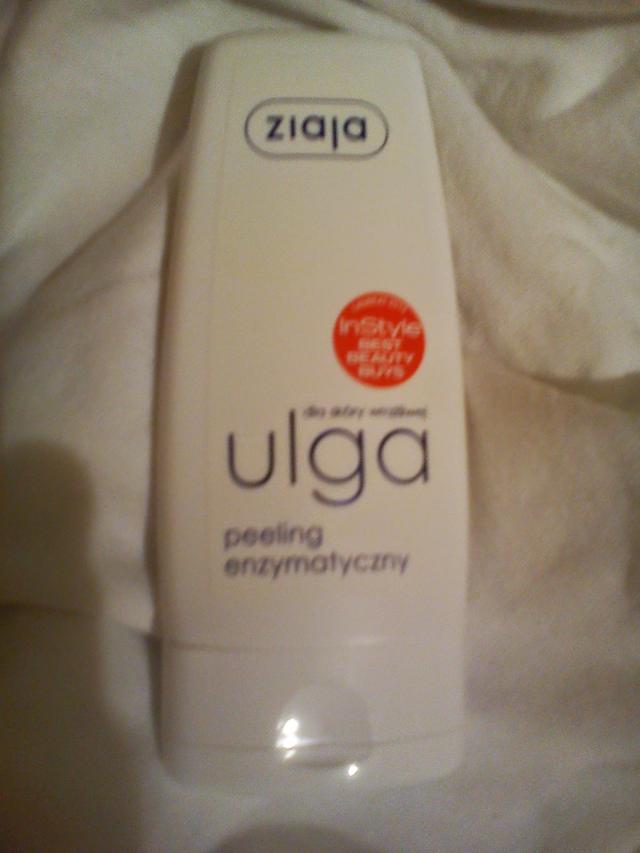 ziaja
InStyle
BEST
BEAUTY
BUYS
dla skóry wrażliwej
ulga
peeling
enzymatyczny